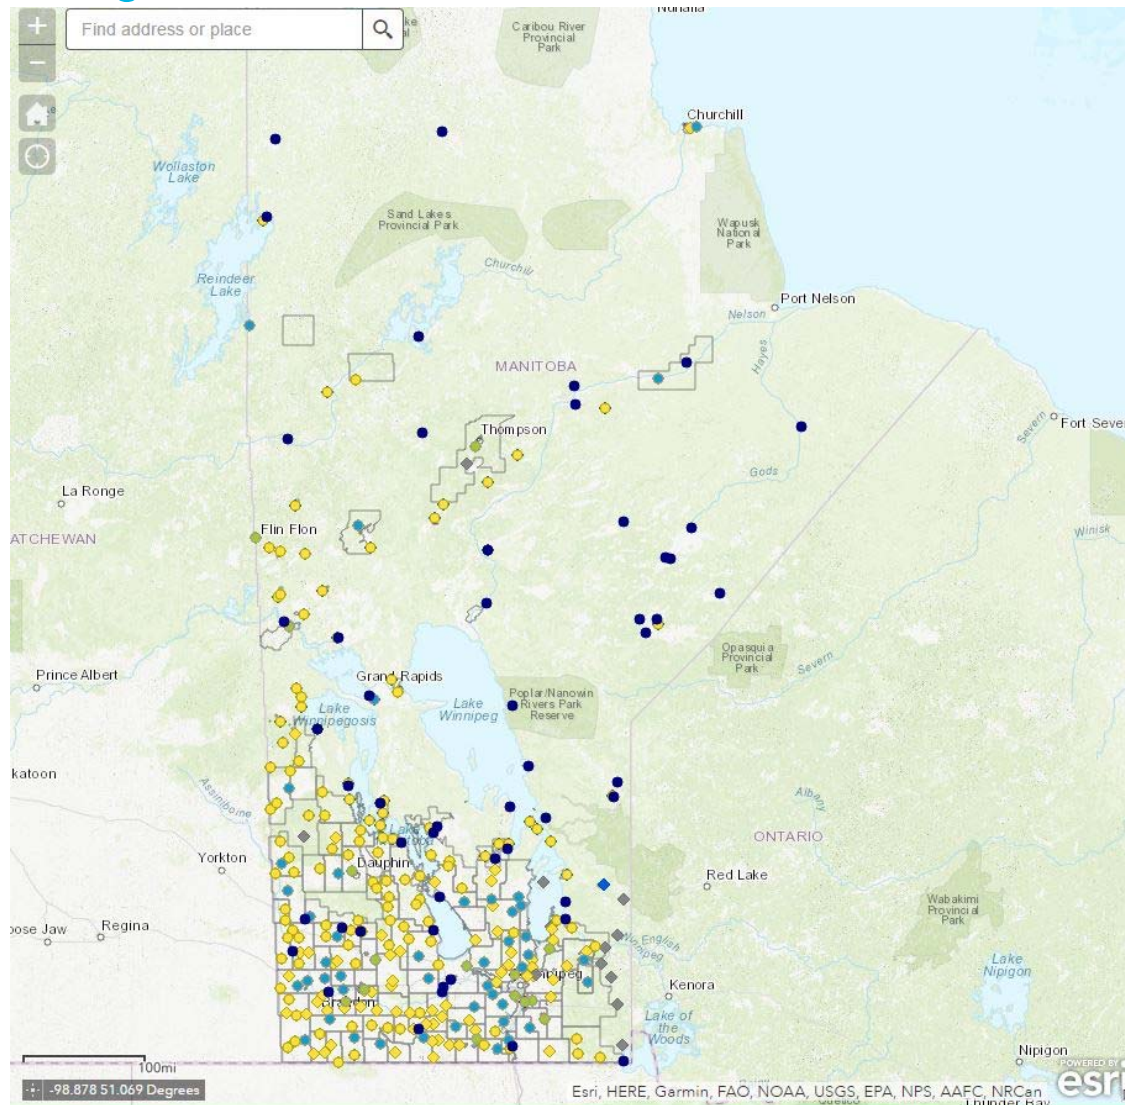 Nunalla
+
Find address or place
−
Caribou River
Provincial
Park
Churchill
Wollaston
Lake
Sand Lakes
Provincial Park
Wapusk
National
Park
Churchill
Reindeer
Lake
Port Nelson
Nelson
Hayes
MANITOBA
Severn
Fort Sever
Thompson
Gods
La Ronge
Flin Flon
ATCHEWAN
Winisk
Opasquia
Provincial
Park
Severn
Prince Albert
Grand Rapids
Poplar/Nanowin
Rivers Park
Reserve
Lake
Winnipegosis
Lake
Winnipeg
katoon
Assiniboine
Albany
ONTARIO
Yorkton
Dauphin
Red Lake
Wabakimi
Provincial
Park
Regina
ose Jaw
English
Winnipeg
Lake
Nipigon
Kenora
Lake of
the
Woods
Nipigon
100mi
POWERED BY
esri
-98.878 51.069 Degrees
Esri, HERE, Garmin, FAO, NOAA, USGS, EPA, NPS, AAFC, NRCan
Thunder Bay